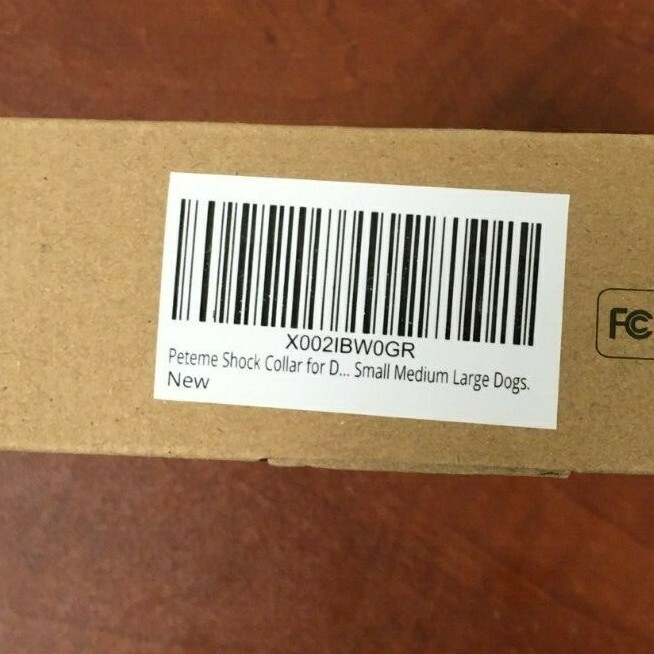 X002IBW0GR
Peteme Shock Collar for D... Small Medium Large Dogs.
New
FC